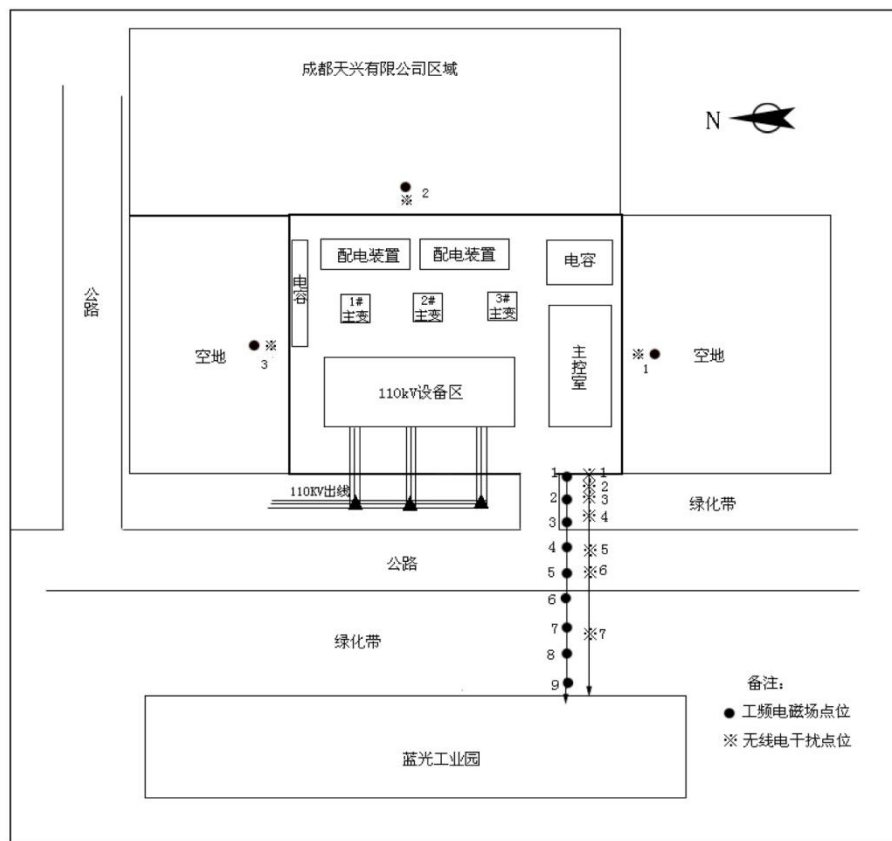 成都天兴有限公司区域
N
2
配电装置
配电装置
电容
电容
1#
主变
2#
主变
3#
主变
公路
空地
3
主控室
1
空地
110kV设备区
110KV出线
1
1
2
2
3
3
4
绿化带
4
5
公路
5
6
6
绿化带
7
7
8
9
备注:
工频电磁场点位
※ 无线电干扰点位
蓝光工业园